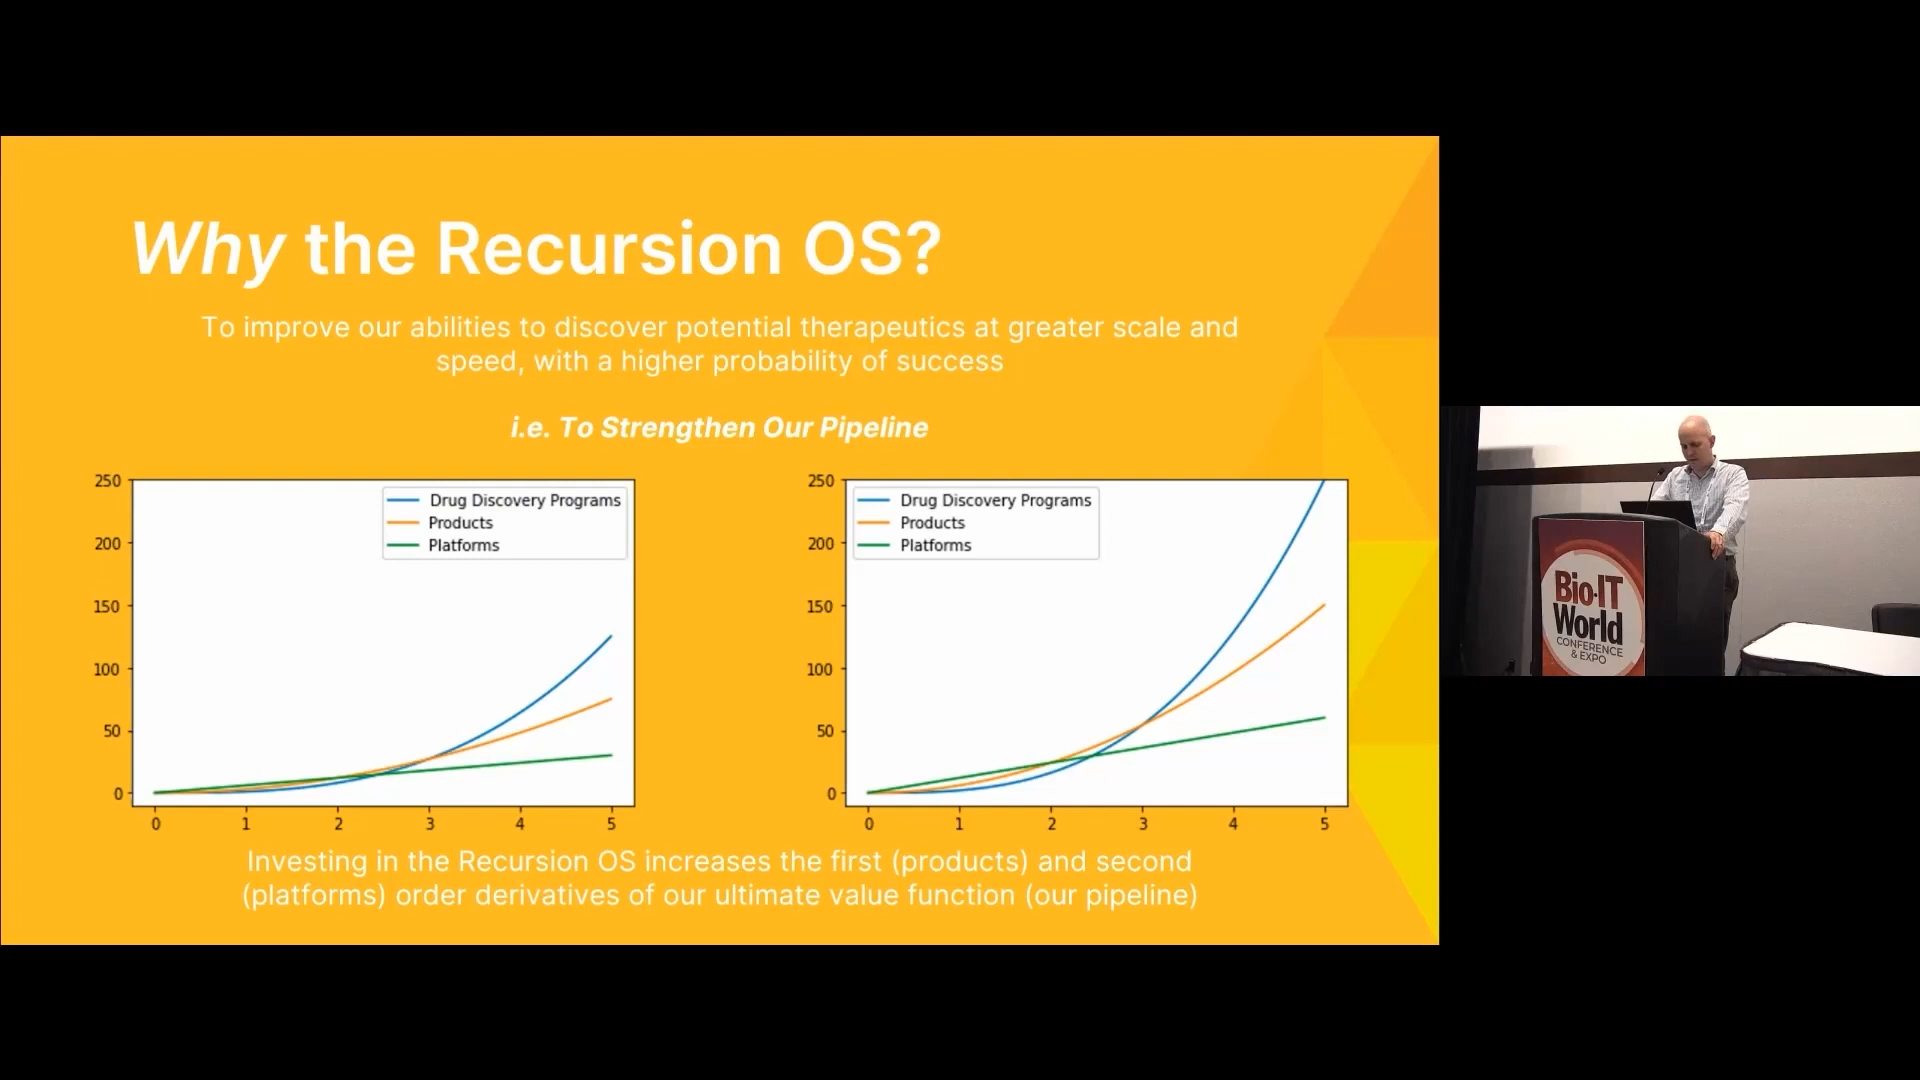 Why the Recursion OS?
To improve our abilities to discover potential therapeutics at greater scale and
speed, with a higher probability of success
i.e. To Strengthen Our Pipeline
250
200
150
100
50
0
0 1 2 3 4 5
Drug Discovery Programs
Products
Platforms
250
200
150
100
50
0
0 1 2 3 4 5
Drug Discovery Programs
Products
Platforms
Investing in the Recursion OS increases the first (products) and second
(platforms) order derivatives of our ultimate value function (our pipeline)
Bio-IT
World
CONFERENCE
& EXPO